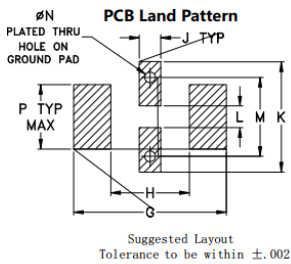 PCB Land Pattern
øN
PLATED THRU
HOLE ON
GROUND PAD
J TYP
P TYP
MAX
L
M
K
H
G
Suggested Layout
Tolerance to be within ±.002